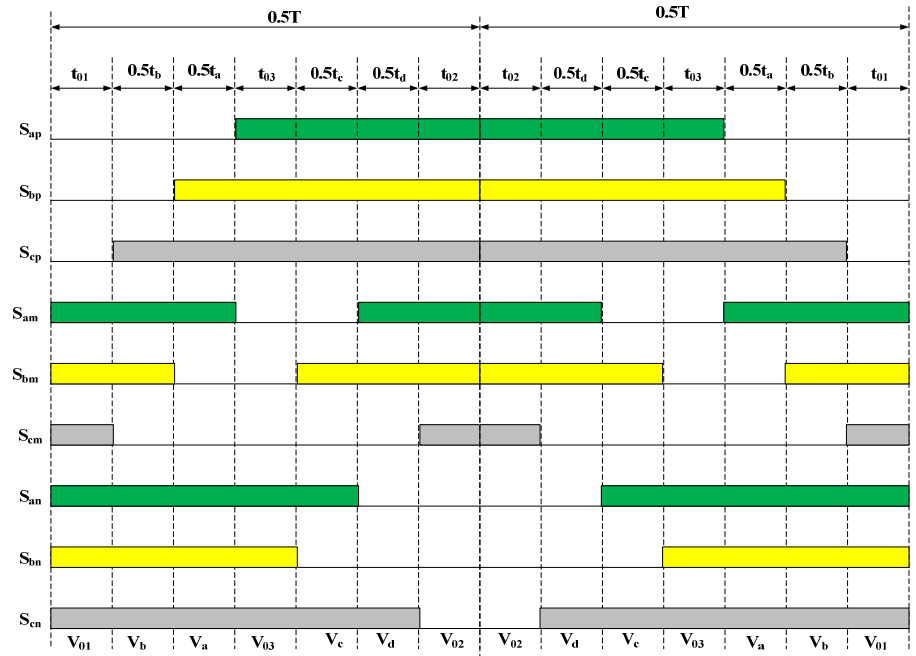 0.5T 0.5T
t01 0.5tb 0.5ta t03 0.5tc 0.5td t02 t02 0.5td 0.5tc t03 0.5ta 0.5tb t01
Sap
Sbp
Scp
Sam
Sbm
Scm
San
Sbn
Scn
V01 Vb Va V03 Vc Vd V02 V02 Vd Vc V03 Va Vb V01